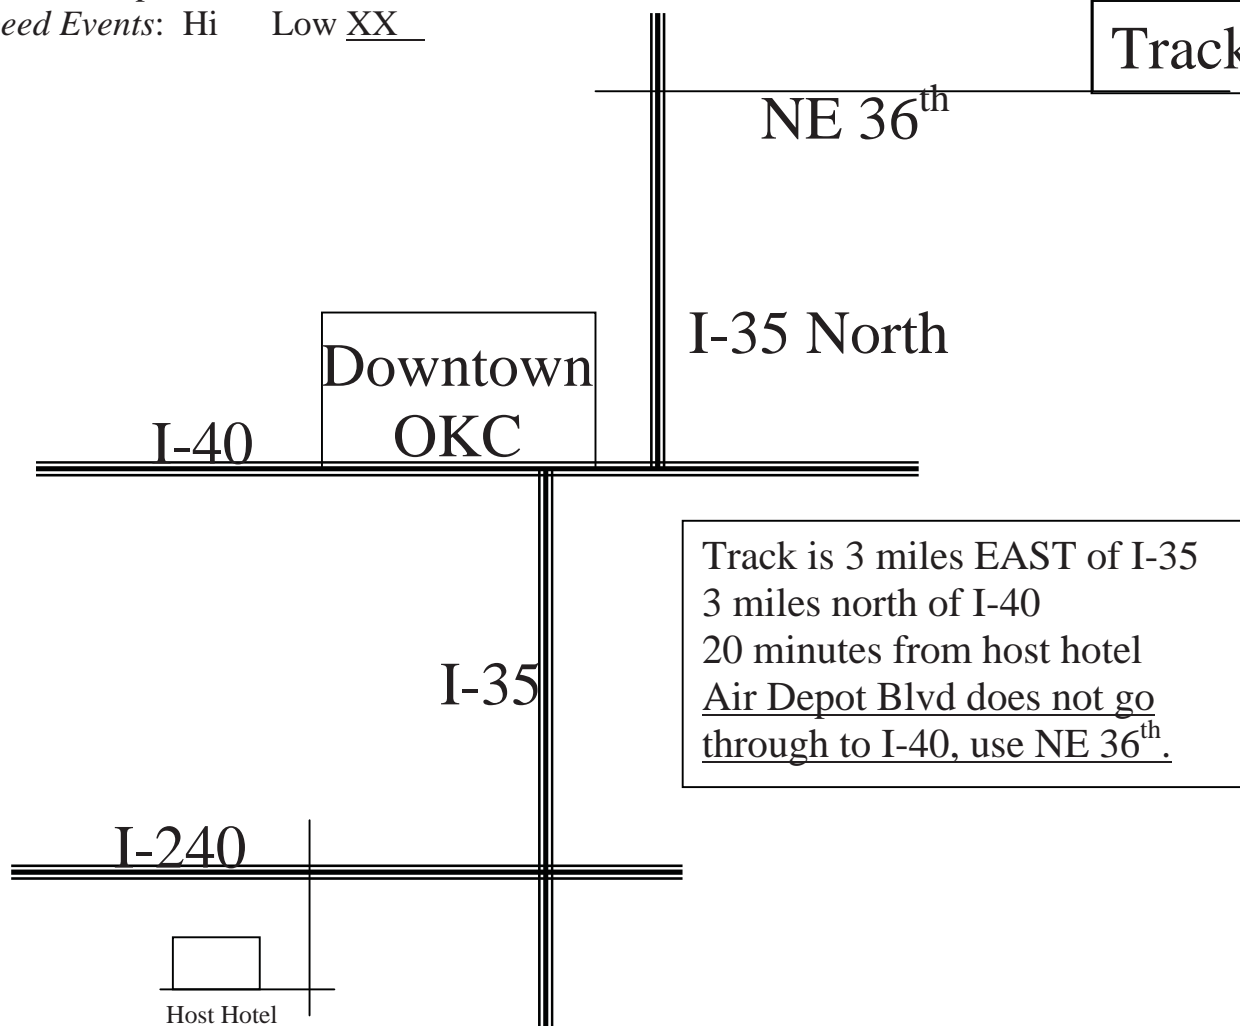 eed Events: Hi Low XX
Track
NE 36th
I-35 North
Downtown
OKC
I-40
Track is 3 miles EAST of I-35
3 miles north of I-40
20 minutes from host hotel
Air Depot Blvd does not go
through to I-40, use NE 36th.
I-35
I-240
Host Hotel